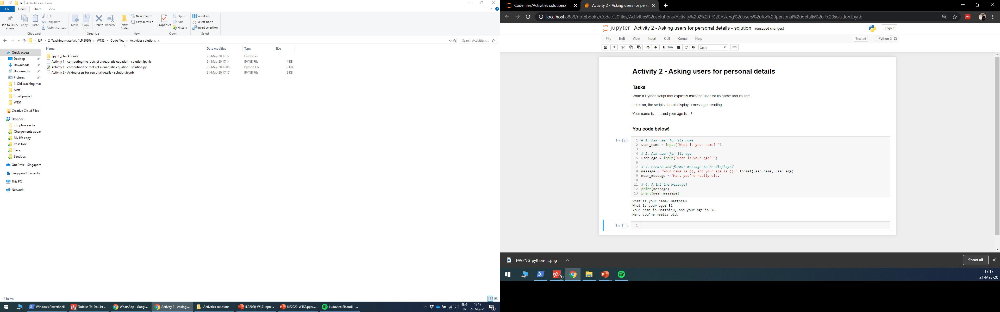 Activities solutions
File Home Share View
Pin to Quick access
Copy
Paste
Cut
Copy path
Paste shortcut
Clipboard
Move to
Copy to
Delete
Rename
Organize
New folder
New item
Easy access
New
Properties
Open
Edit
History
Open
Select all
Select none
Invert selection
Select
ILP › 2. Teaching materials (ILP 2020) › W1S2 › Code files › Activities solutions ›
Search Activities s...
Name Date modified Type Size
.ipynb_checkpoints 21-May-20 17:17 File folder
Activity 1 - computing the roots of a quadratic equation - solution.ipynb 21-May-20 17:14 IPYNB File 4 KB
Activity 1 - computing the roots of a quadratic equation - solution.py 21-May-20 17:06 Python File 2 KB
Activity 2 - Asking users for personal details - solution.ipynb 21-May-20 17:17 IPYNB File 2 KB
Quick access
Desktop
Downloads
Documents
Pictures
1. Old teaching mat
Matt
Small project
W1S1
Creative Cloud Files
Dropbox
.dropbox.cache
Chargements appar
My life copy
Post-Doc
Save
Sendbox
OneDrive - Singapore
Singapore University
This PC
Network
4 items
9
Windows PowerShell
Todoist: To-Do List ...
WhatsApp - Googl...
Activity 2 - Asking ...
Activities solutions
ILP2020_W1S1.pptx...
ILP2020_W1S2.pptx...
Ludovico Einaudi - ...
ENG
FR
17:17
21-May-20
5
Code files/Activities solutions/
Activity 2 - Asking users for perso
localhost:8888/notebooks/Code%20files/Activities%20solutions/Activity%202%20-%20Asking%20users%20for%20personal%20details%20-%20solution.ipynb
jupyter Activity 2 - Asking users for personal details - solution (unsaved changes)
Logout
File Edit View Insert Cell Kernel Help
Trusted
Python 3
Run
Code
Activity 2 - Asking users for personal details
Tasks
Write a Python script that explicitly asks the user for its name and its age.
Later on, the scripts should display a message, reading
Your name is ...... and your age is ...!
You code below!
In [2]:
1 # 1. Ask user for its name
2 user_name = input("What is your name? ")
3
4 # 2. Ask user for its age
5 user_age = input("What is your age? ")
6
7 # 3. Create and format message to be displayed
8 message = "Your name is {}, and your age is {}.".format(user_name, user_age)
9 mean_message = "Man, you're really old."
10
11 # 4. Print the message!
12 print(message)
13 print(mean_message)
What is your name? Matthieu
What is your age? 31
Your name is Matthieu, and your age is 31.
Man, you're really old.
In [ ]: 1
FAVPNG_python-l....png
Show all
9
17:17
21-May-20